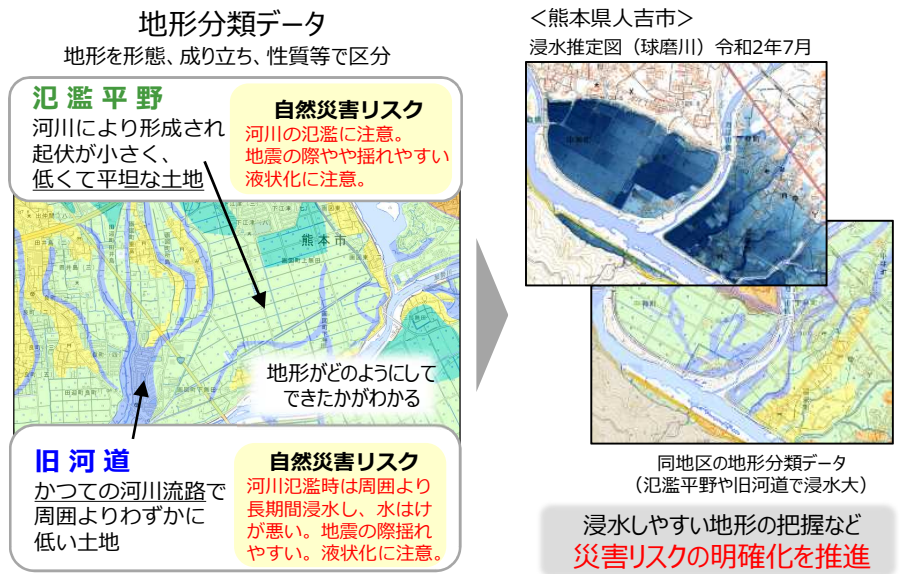 地形分類データ
地形を形態、成り立ち、性質等で区分
氾濫平野
河川により形成され
起伏が小さく、
低くて平坦な土地
自然災害リスク
河川の氾濫に注意。
地震の際やや揺れやすい
液状化に注意。
熊本市
地形がどのようにして
できたかがわかる
旧河道
かつての河川流路で
周囲よりわずかに
低い土地
自然災害リスク
河川氾濫時は周囲より
長期間浸水し、水はけ
が悪い。地震の際揺れ
やすい。液状化に注意。
＜熊本県人吉市＞
浸水推定図（球磨川）令和2年7月
同地区の地形分類データ
（氾濫平野や旧河道で浸水大）
浸水しやすい地形の把握など
災害リスクの明確化を推進